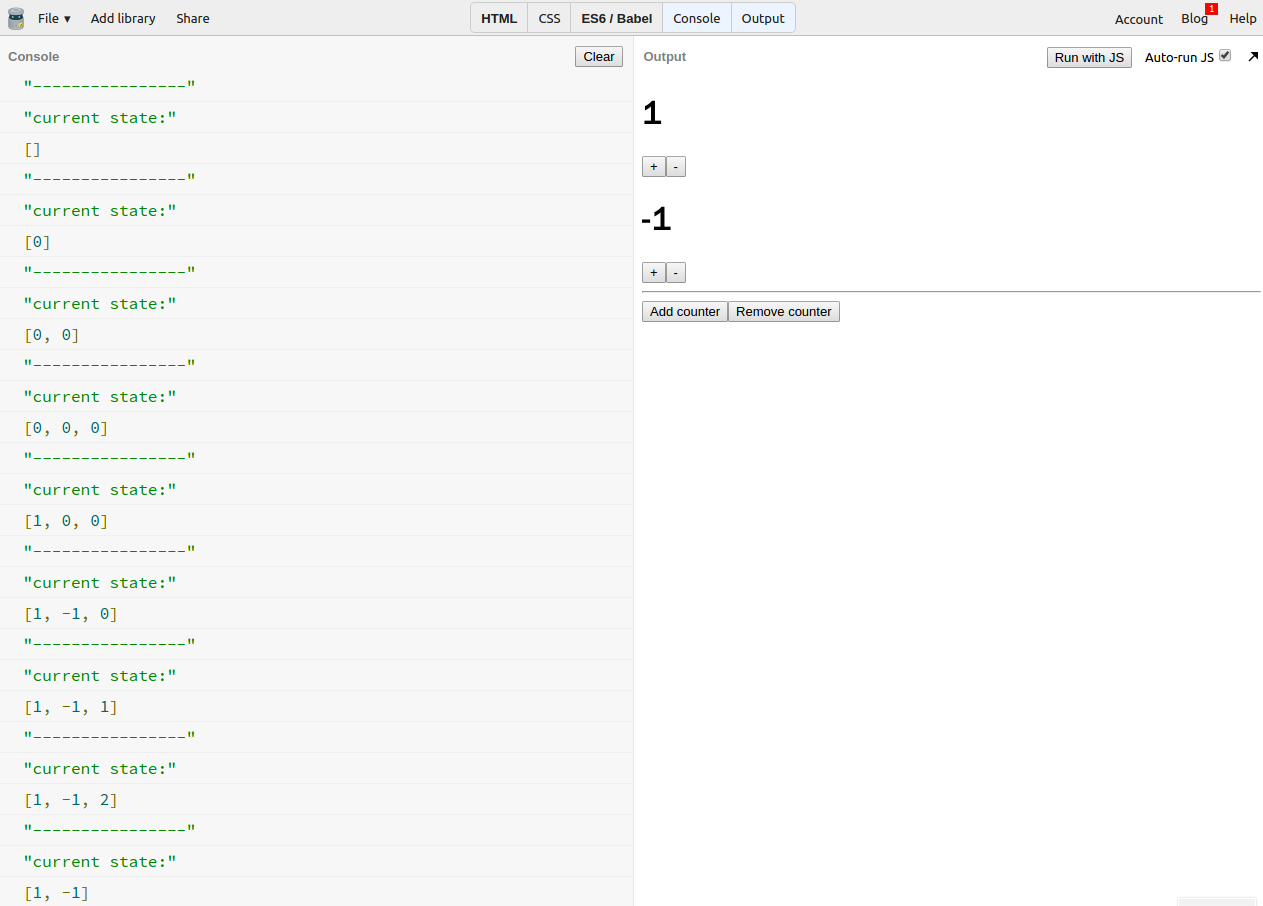 File ▾ Add library Share HTML CSS ES6 / Babel Console Output Account Blog 1 Help
Console Clear
"----------------"
"current state:"
[]
"----------------"
"current state:"
[0]
"----------------"
"current state:"
[0, 0]
"----------------"
"current state:"
[0, 0, 0]
"----------------"
"current state:"
[1, 0, 0]
"----------------"
"current state:"
[1, -1, 0]
"----------------"
"current state:"
[1, -1, 1]
"----------------"
"current state:"
[1, -1, 2]
"----------------"
"current state:"
[1, -1]
Output Run with JS Auto-run JS
1
+ -
-1
+ -
Add counter Remove counter